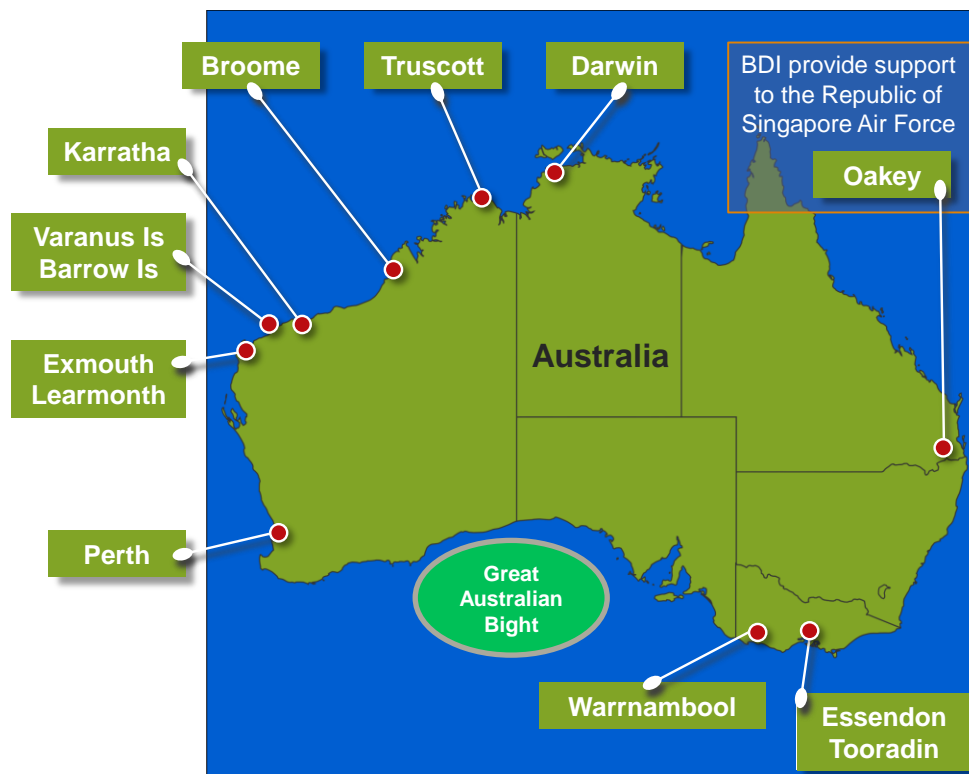 Broome
Truscott
Darwin
BDI provide support
to the Republic of
Singapore Air Force
Oakey
Karratha
Varanus Is
Barrow Is
Exmouth
Learmonth
Australia
Perth
Great
Australian
Bight
Warrnambool
Essendon
Tooradin